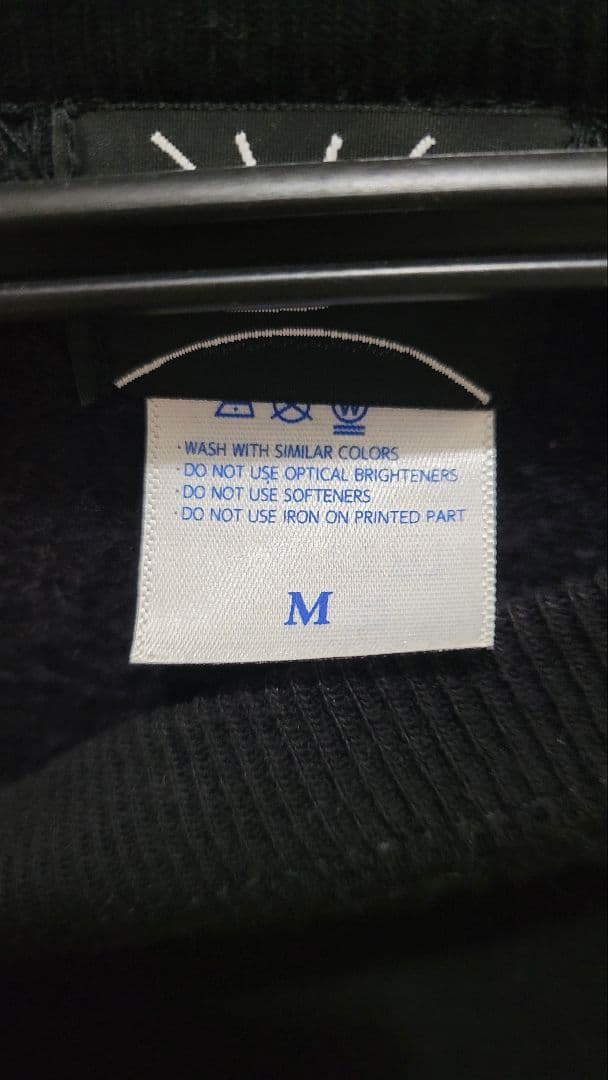 · WASH WITH SIMILAR COLORS
· DO NOT USE OPTICAL BRIGHTENERS
· DO NOT USE SOFTENERS
· DO NOT USE IRON ON PRINTED PART
M